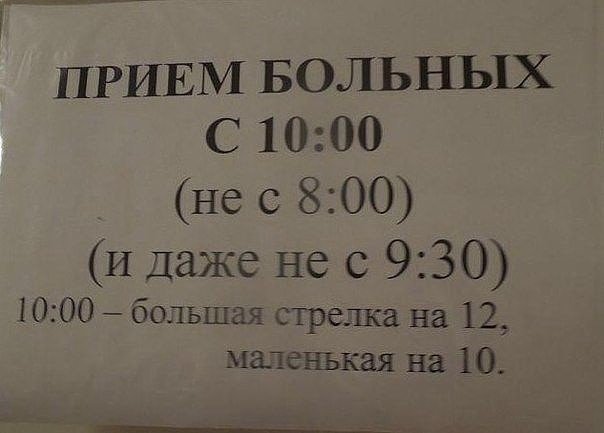 ПРИЕМ БОЛЬНЫХ
С 10:00
(не с 8:00)
(и даже не с 9:30)
10:00 – большая стрелка на 12,
маленькая на 10.